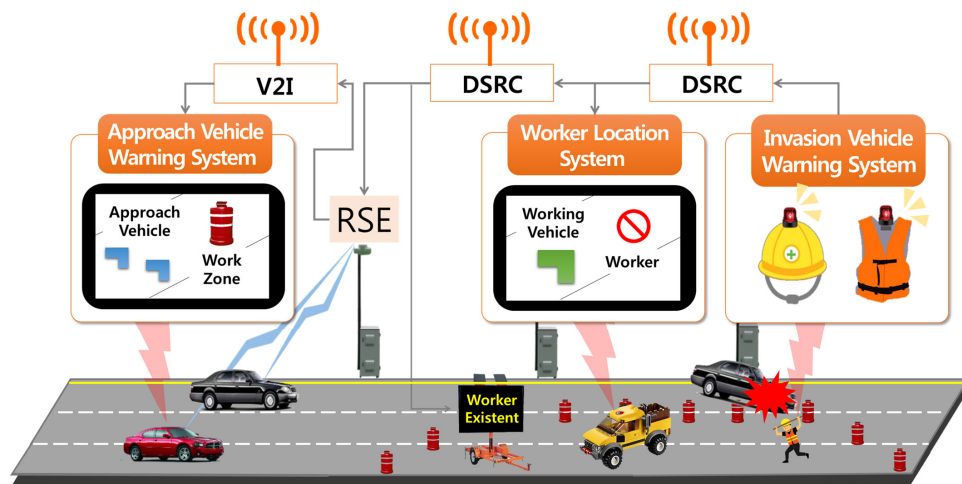 V2I
DSRC
DSRC
Approach Vehicle
Warning System
Worker Location
System
Invasion Vehicle
Warning System
Approach
Vehicle
Work
Zone
RSE
Working
Vehicle
Worker
Worker
Existent